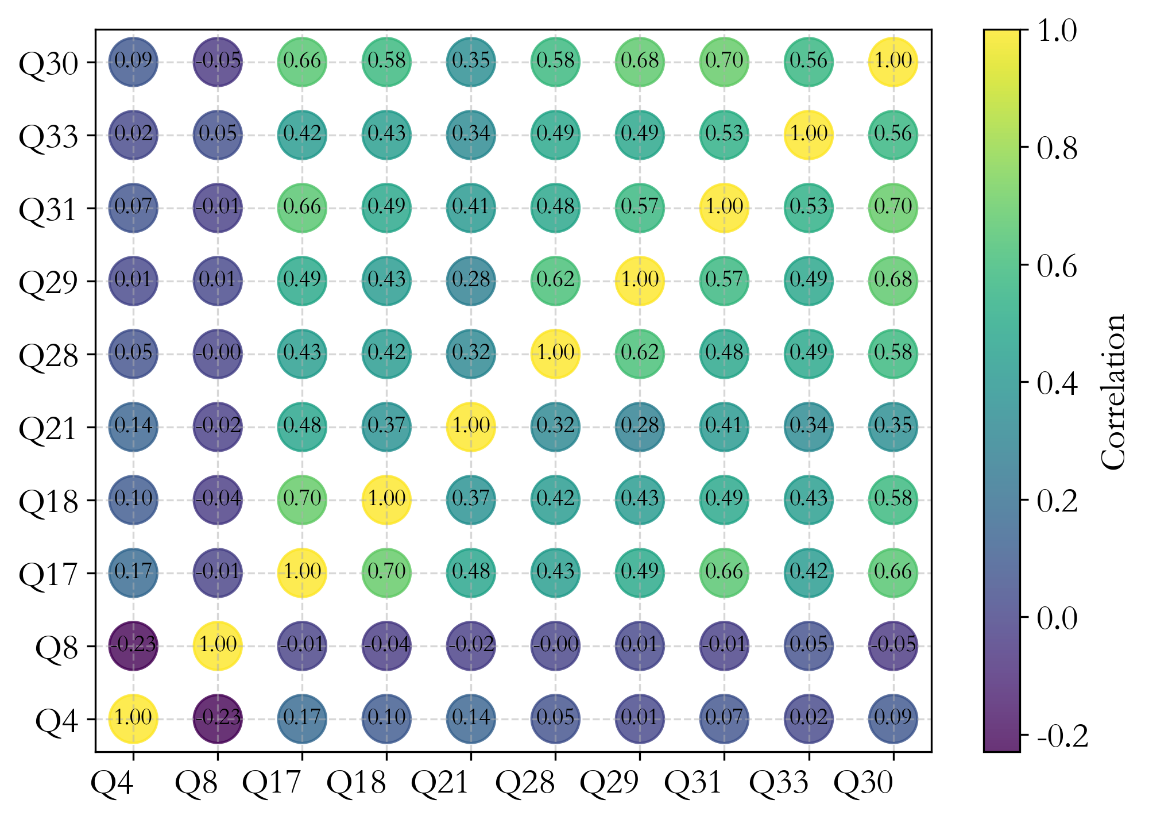 Q30 0.09 -0.05 0.66 0.58 0.35 0.58 0.68 0.70 0.56 1.00
Q33 0.02 0.05 0.42 0.43 0.34 0.49 0.49 0.53 1.00 0.56
Q31 0.07 -0.01 0.66 0.49 0.41 0.48 0.57 1.00 0.53 0.70
Q29 0.01 0.01 0.49 0.43 0.28 0.62 1.00 0.57 0.49 0.68
Q28 0.05 -0.00 0.43 0.42 0.32 1.00 0.62 0.48 0.49 0.58
Q21 0.14 -0.02 0.48 0.37 1.00 0.32 0.28 0.41 0.34 0.35
Q18 0.10 -0.04 0.70 1.00 0.37 0.42 0.43 0.49 0.43 0.58
Q17 0.17 -0.01 1.00 0.70 0.48 0.43 0.49 0.66 0.42 0.66
Q8 -0.23 1.00 -0.01 -0.04 -0.02 -0.00 0.01 -0.01 0.05 -0.05
Q4 1.00 -0.23 0.17 0.10 0.14 0.05 0.01 0.07 0.02 0.09
Q4 Q8 Q17 Q18 Q21 Q28 Q29 Q31 Q33 Q30
1.0
0.8
0.6
0.4
0.2
0.0
-0.2
Correlation